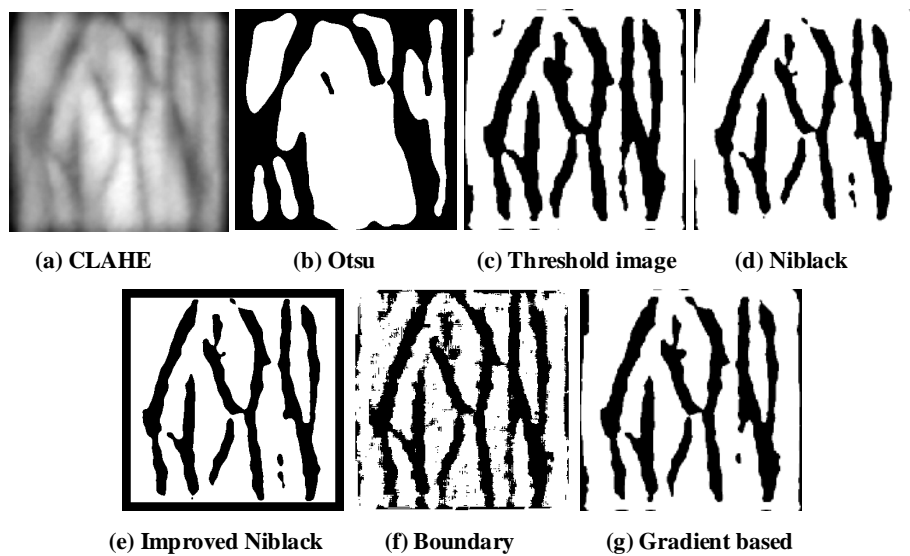 (a) CLAHE (b) Otsu (c) Threshold image (d) Niblack
(e) Improved Niblack (f) Boundary (g) Gradient based